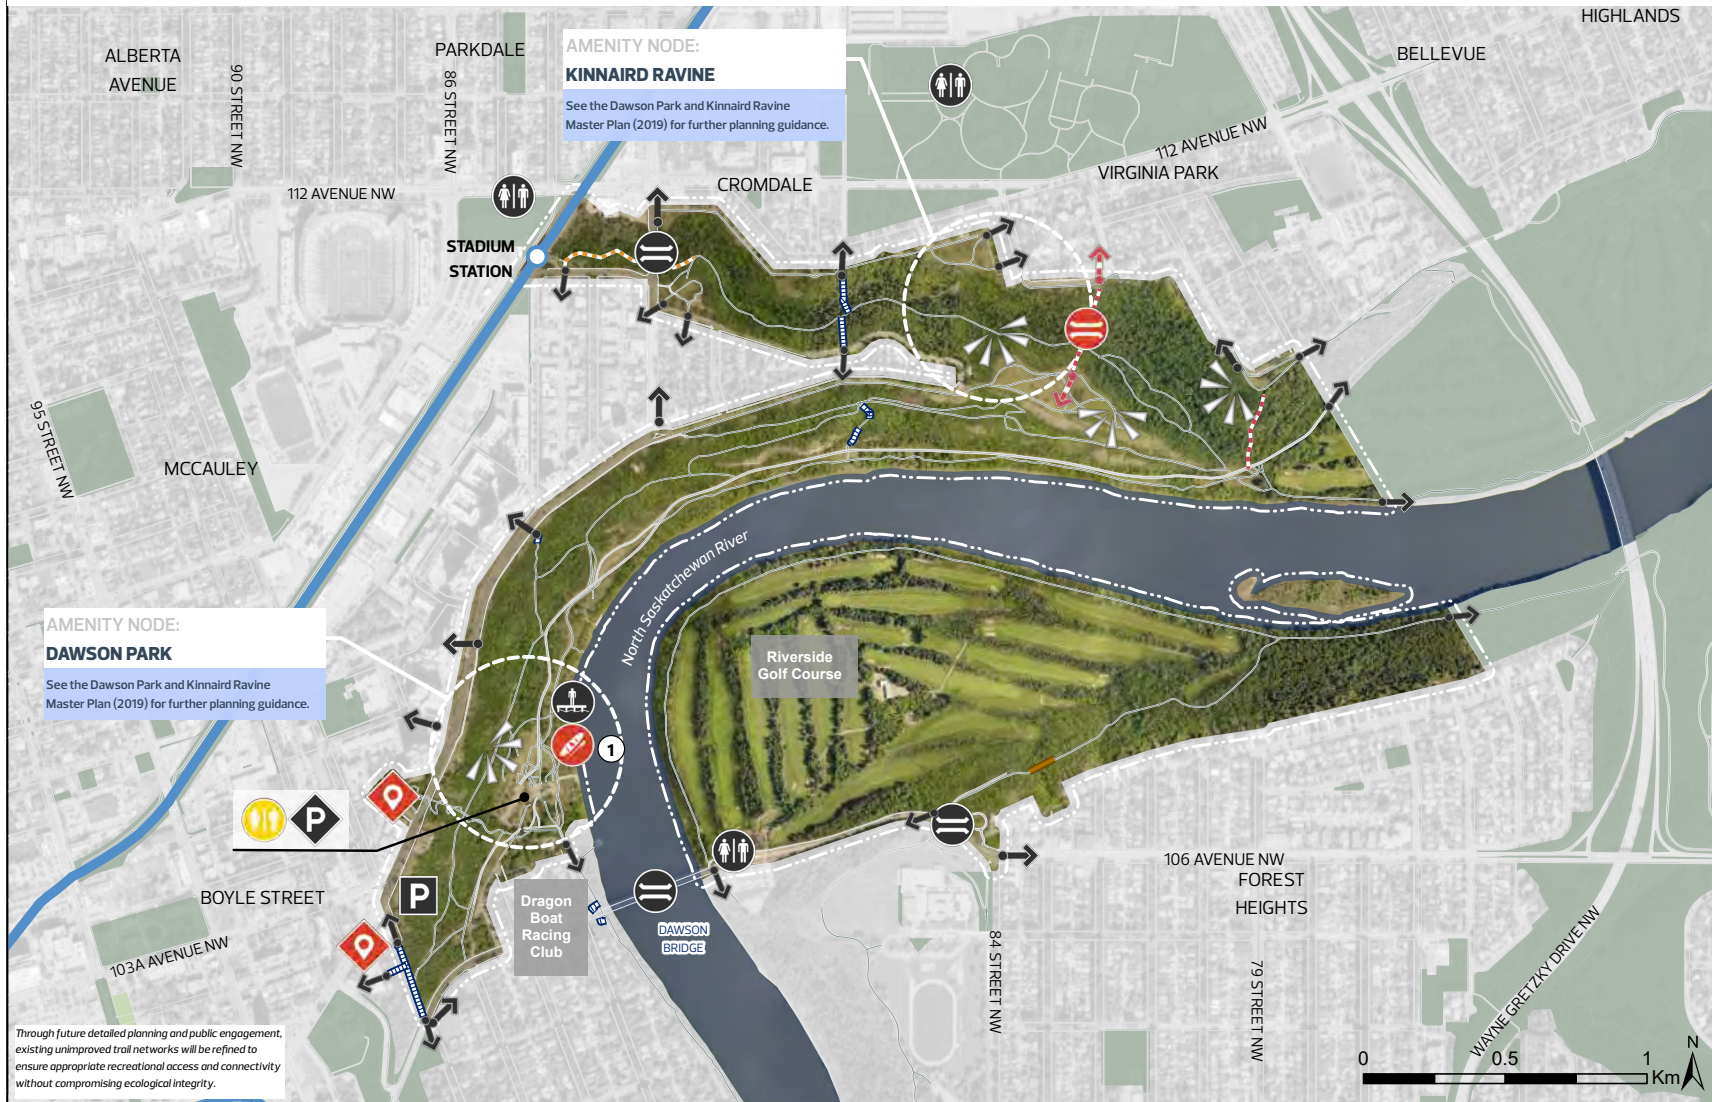 HIGHLANDS
BELLEVUE
ALBERTA
AVENUE
PARKDALE
90 STREET NW
86 STREET NW
AMENITY NODE:
KINNAIRD RAVINE
See the Dawson Park and Kinnaird Ravine
Master Plan (2019) for further planning guidance.
112 AVENUE NW
VIRGINIA PARK
CROMDALE
112 AVENUE NW
STADIUM
STATION
95 STREET NW
MCCAULEY
North Saskatchewan River
AMENITY NODE:
DAWSON PARK
See the Dawson Park and Kinnaird Ravine
Master Plan (2019) for further planning guidance.
Riverside
Golf Course
1
P
P
BOYLE STREET
103A AVENUE NW
Dragon
Boat
Racing
Club
DAWSON
BRIDGE
106 AVENUE NW
FOREST
HEIGHTS
84 STREET NW
79 STREET NW
WAYNE GRETZKY DRIVE NW
Through future detailed planning and public engagement,
existing unimproved trail networks will be refined to
ensure appropriate recreational access and connectivity
without compromising ecological integrity.
0 0.5 1
Km
N